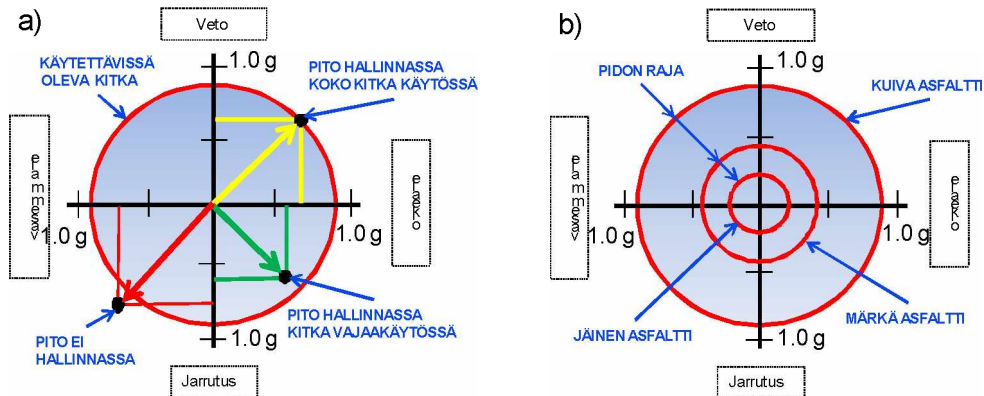 a)
Veto
KÄYTETTÄVISSÄ
OLEVA KITKA
1.0 g
PITO HALLINNASSA
KOKO KITKA KÄYTÖSSÄ
1.0 g
1.0 g
PITO EI
HALLINNASSA
1.0 g
PITO HALLINNASSA
KITKA VAJAAKÄYTÖSSÄ
Jarrutus
b)
Veto
PIDON RAJA
1.0 g
KUIVA ASFALTTI
1.0 g
1.0 g
JÄINEN ASFALTTI
1.0 g
MÄRKÄ ASFALTTI
Jarrutus